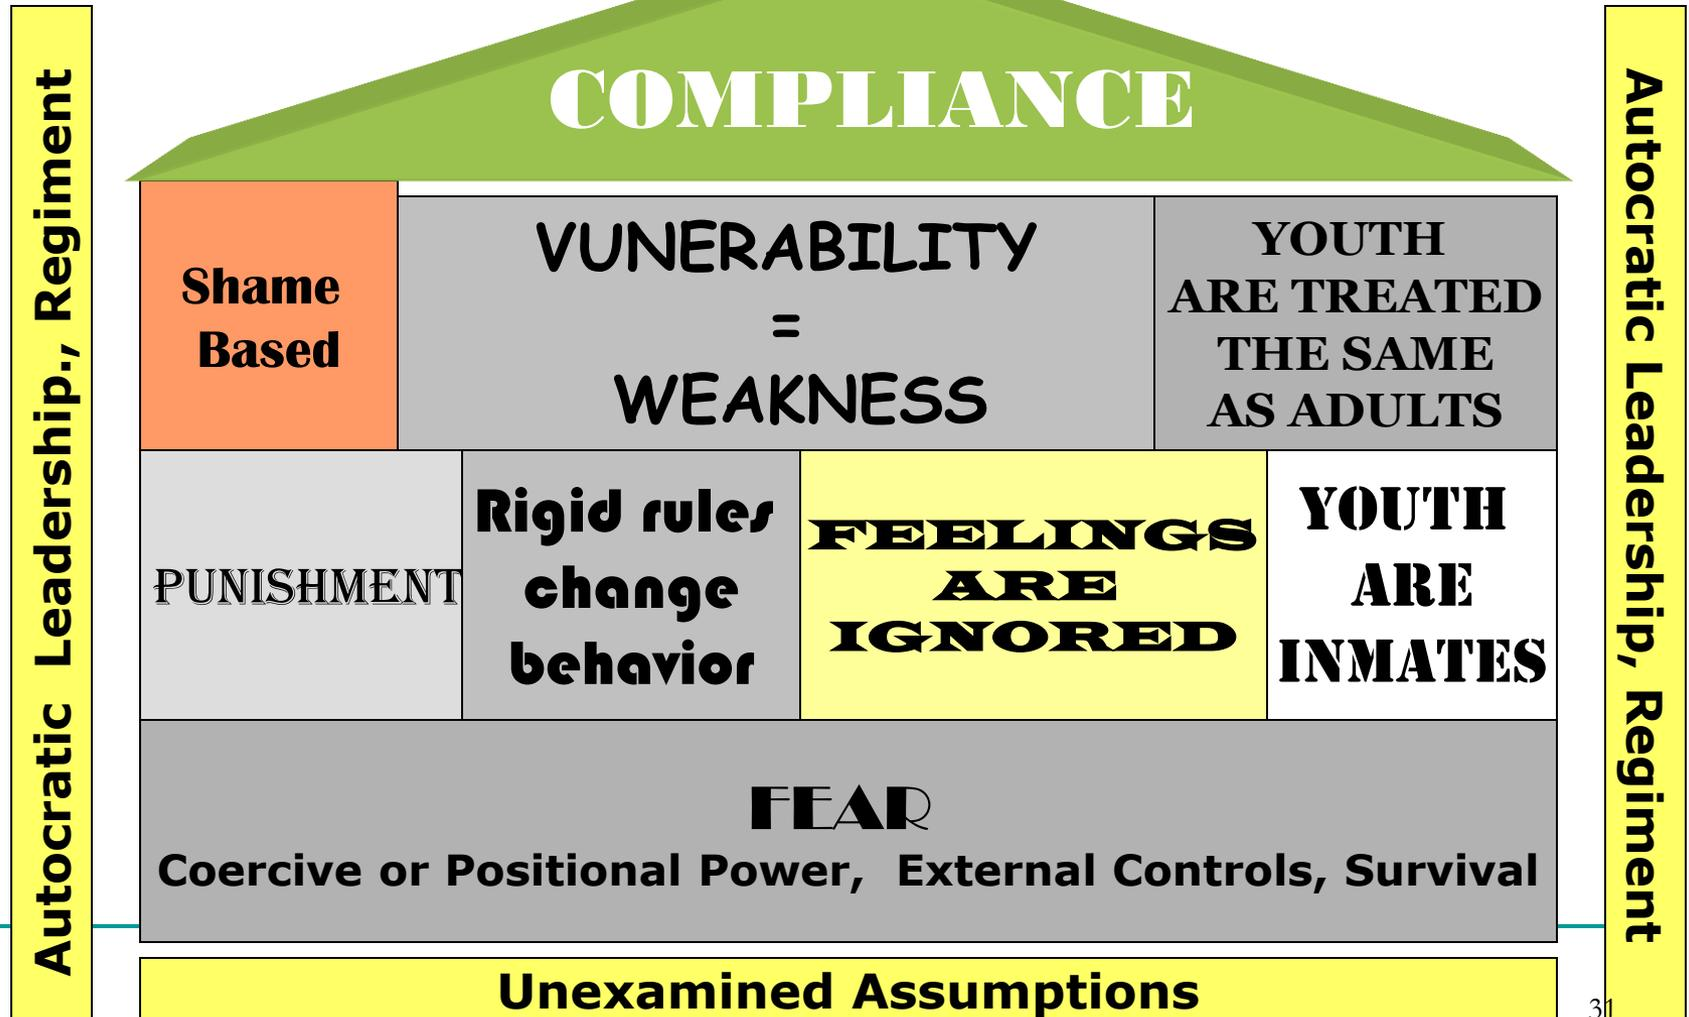 Autocratic  Leadership., Regiment
COMPLIANCE
Shame
Based
VUNERABILITY
=
WEAKNESS
YOUTH
ARE TREATED
THE SAME
AS ADULTS
PUNISHMENT
Rigid rules
change
behavior
FEELINGS
ARE
IGNORED
YOUTH
ARE
INMATES
FEAR
Coercive or Positional Power,  External Controls, Survival
Unexamined Assumptions
Autocratic Leadership, Regiment
31